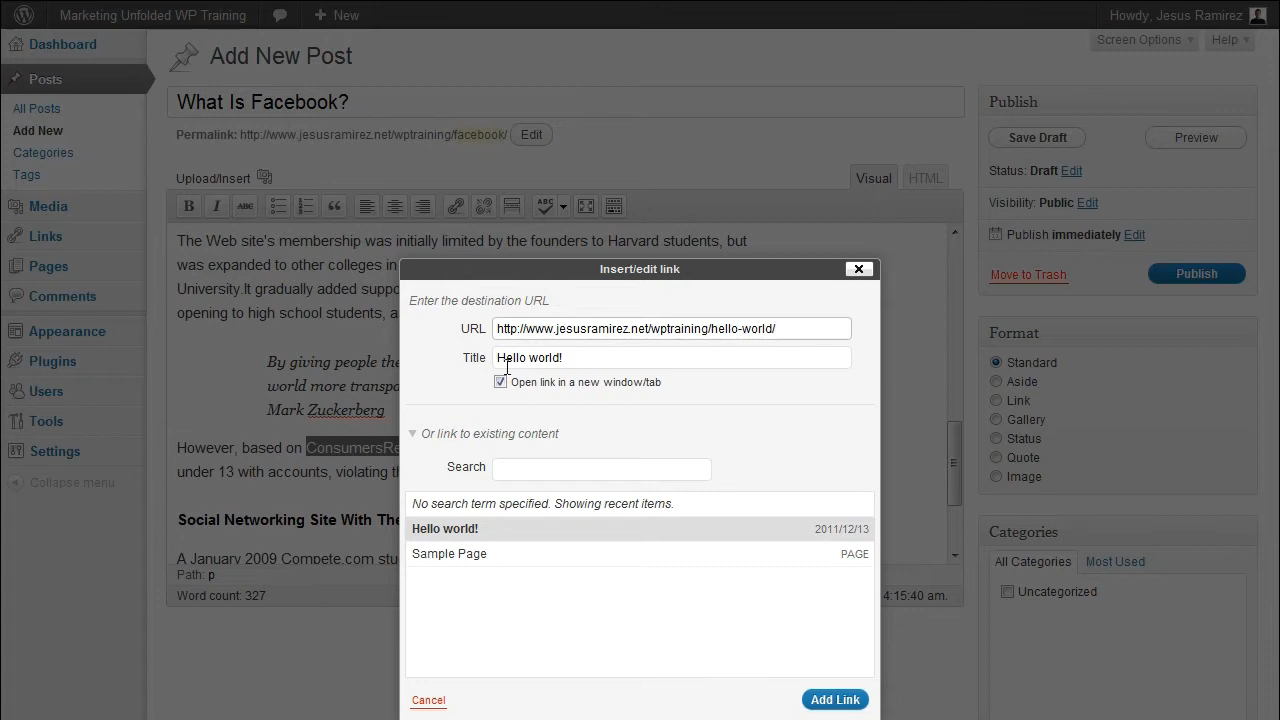 Marketing Unfolded WP Training
New
Howdy, Jesus Ramirez
Dashboard
Posts
All Posts
Add New
Categories
Tags
Media
Links
Pages
Comments
Appearance
Plugins
Users
Tools
Settings
Collapse menu
Add New Post
Screen Options
Help
What Is Facebook?
Permalink: http://www.jesusramirez.net/wptraining/facebook/ Edit
Upload/Insert
Visual
HTML
B I ABC ABC
The Web site's membership was initially limited by the founders to Harvard students, but
was expanded to other colleges in
University.It gradually added suppo
opening to high school students, a
By giving people the
world more transpa
Mark Zuckerberg
However, based on ConsumersRe
under 13 with accounts, violating th
Social Networking Site With The
A January 2009 Compete.com stu
Path: p
Word count: 327
4:15:40 am.
Insert/edit link
Enter the destination URL
URL http://www.jesusramirez.net/wptraining/hello-world/
Title Hello world!
Open link in a new window/tab
Or link to existing content
Search
No search term specified. Showing recent items.
Hello world! 2011/12/13
Sample Page PAGE
Cancel
Add Link
Publish
Save Draft
Preview
Status: Draft Edit
Visibility: Public Edit
Publish immediately Edit
Move to Trash
Publish
Format
Standard
Aside
Link
Gallery
Status
Quote
Image
Categories
All Categories
Most Used
Uncategorized